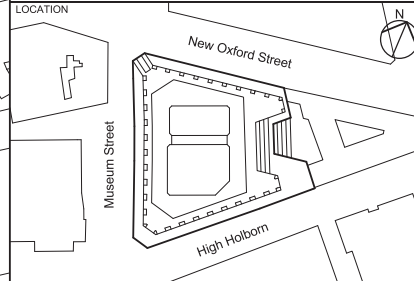 LOCATION
N
New Oxford Street
Museum Street
High Holborn